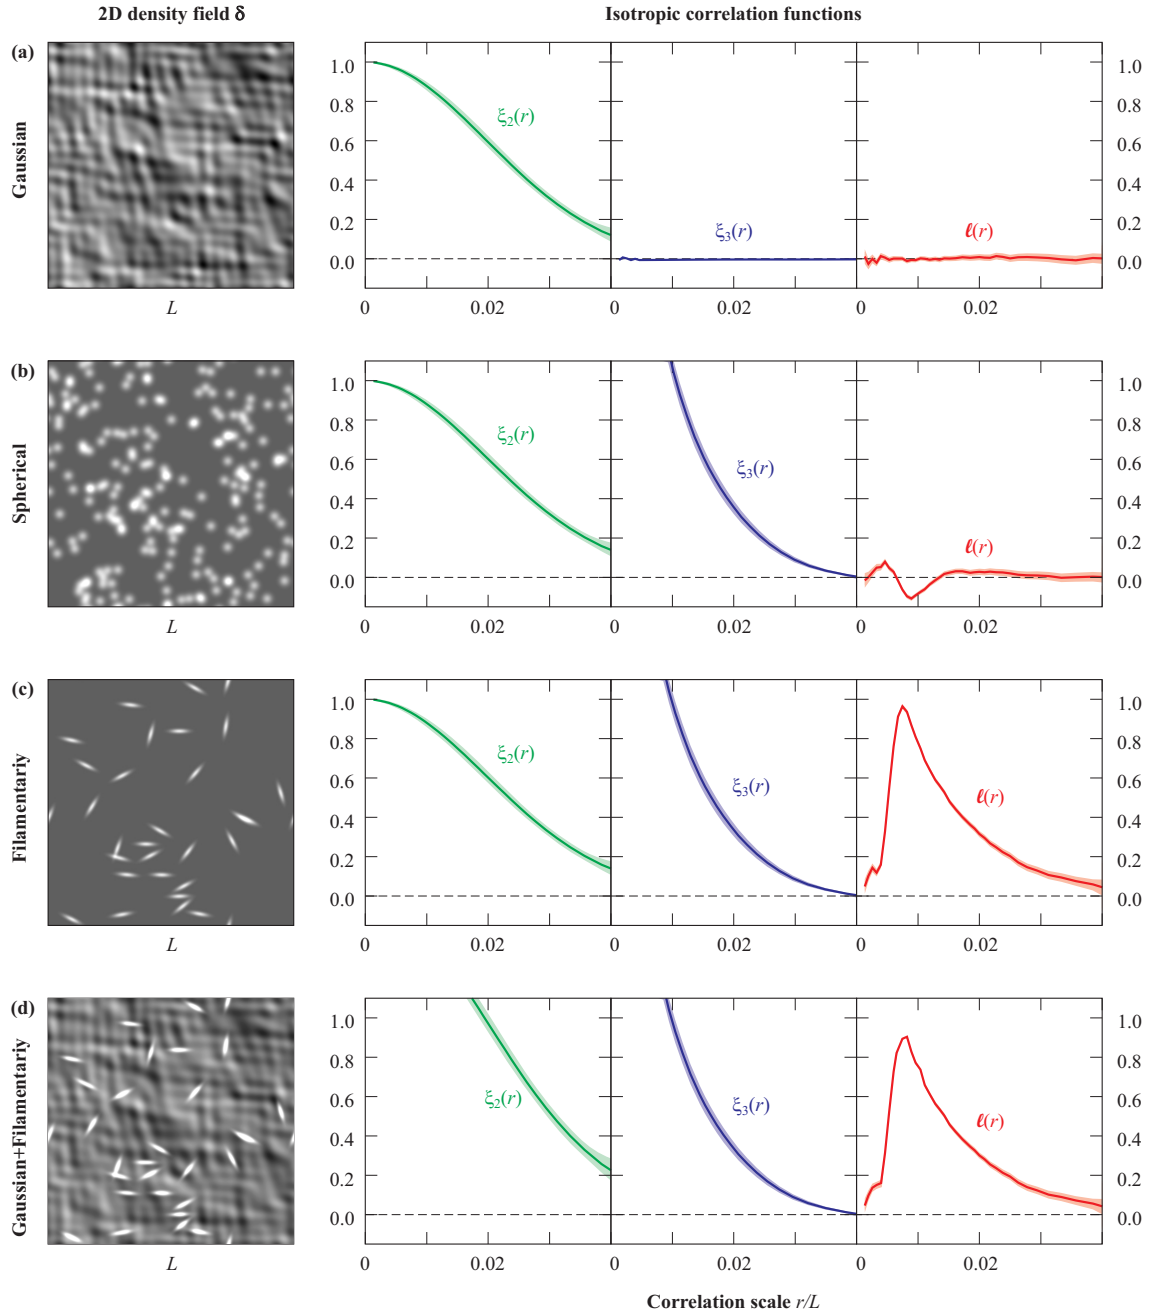 2D density field δ
Isotropic correlation functions
(a)
Gaussian
L
1.0
0.8
0.6
0.4
0.2
0.0
ξ2(r)
ξ3(r)
ℓ(r)
1.0
0.8
0.6
0.4
0.2
0.0
0
0.02
0
0.02
0
0.02
(b)
Spherical
L
1.0
0.8
0.6
0.4
0.2
0.0
ξ2(r)
ξ3(r)
ℓ(r)
1.0
0.8
0.6
0.4
0.2
0.0
0
0.02
0
0.02
0
0.02
(c)
Filamentariy
L
1.0
0.8
0.6
0.4
0.2
0.0
ξ2(r)
ξ3(r)
ℓ(r)
1.0
0.8
0.6
0.4
0.2
0.0
0
0.02
0
0.02
0
0.02
(d)
Gaussian+Filamentariy
L
1.0
0.8
0.6
0.4
0.2
0.0
ξ2(r)
ξ3(r)
ℓ(r)
1.0
0.8
0.6
0.4
0.2
0.0
0
0.02
0
0.02
0
0.02
Correlation scale r/L